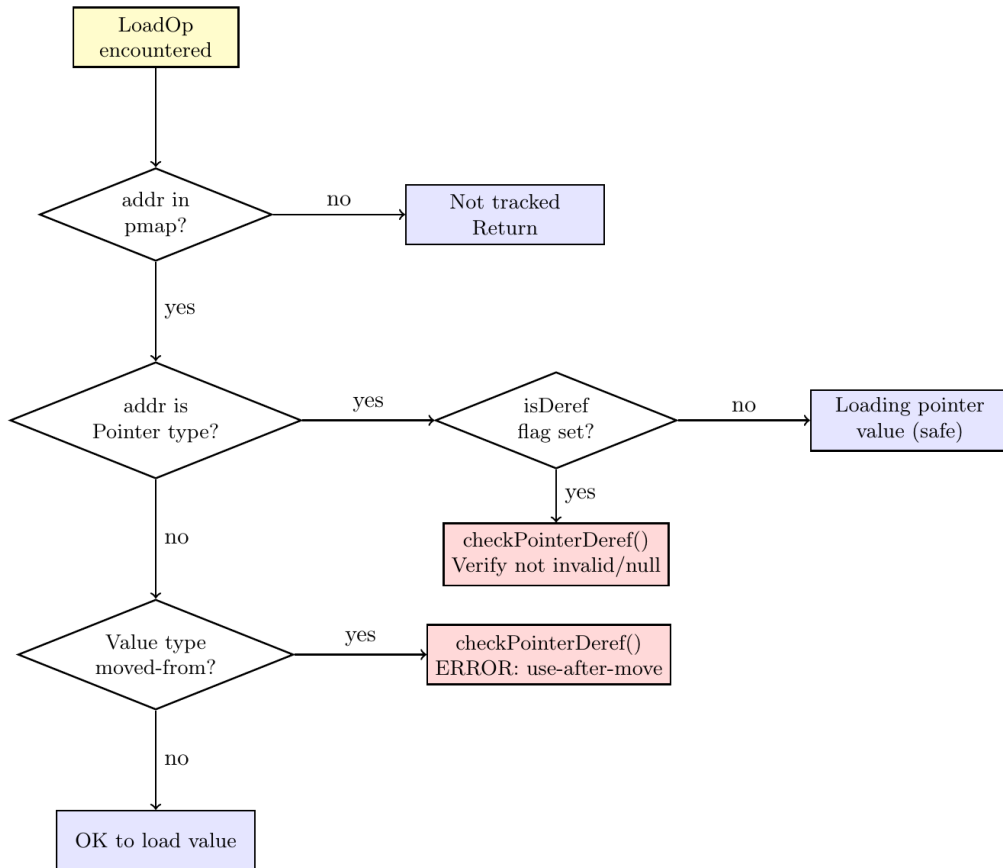 LoadOp
encountered
addr in
pmap?
no
Not tracked
Return
yes
addr is
Pointer type?
yes
isDeref
flag set?
no
Loading pointer
value (safe)
yes
checkPointerDeref()
Verify not invalid/null
no
Value type
moved-from?
yes
checkPointerDeref()
ERROR: use-after-move
no
OK to load value